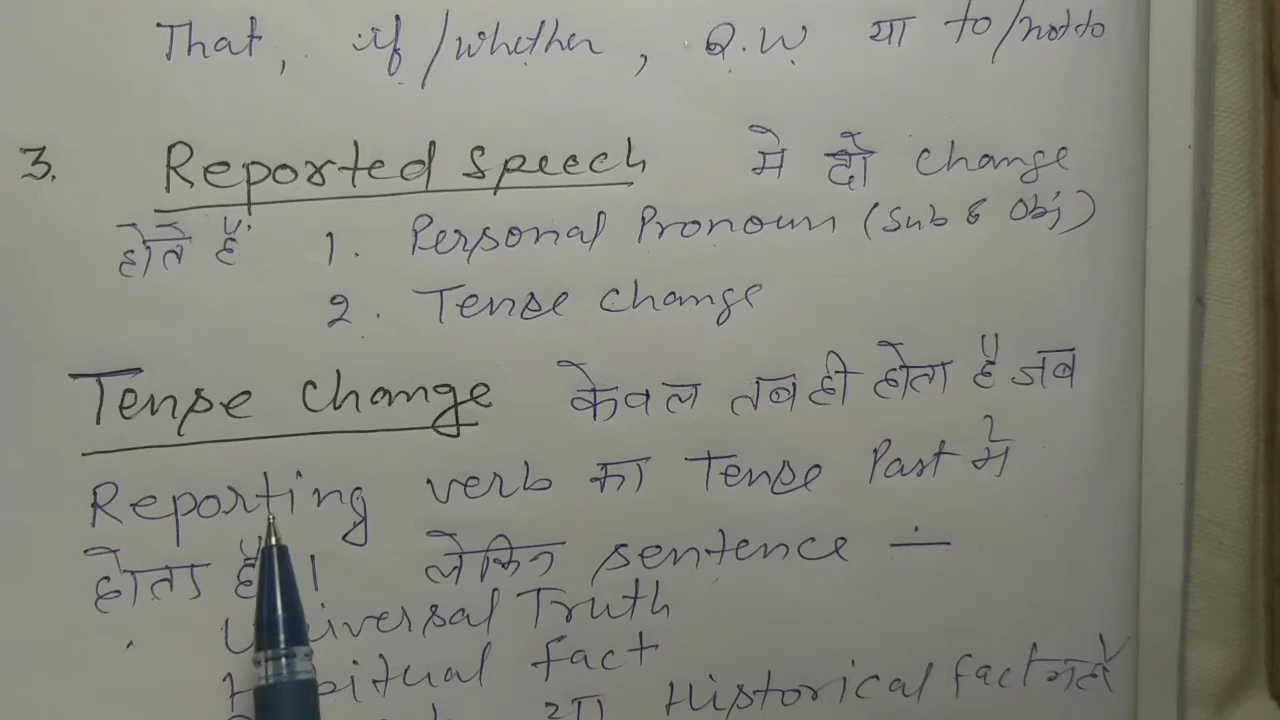 That, if/whether, Q.W या to/not to
3. Reported Speech मे दो change
होते हैं। 1. Personal Pronoun (Sub & Obj)
2. Tense Change
Tense Change केवल तब ही होता है जब
Reporting verb का Tense Past मे
होता है। लेकिन sentence ÷
Universal Truth
Habitual fact
या Historical fact